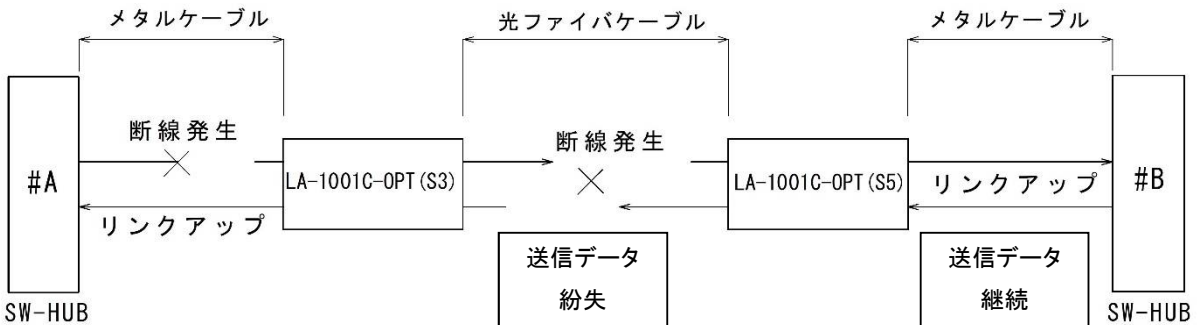 メタルケーブル
光ファイバケーブル
メタルケーブル
断線発生
断線発生
#A
LA-1001C-OPT(S3)
LA-1001C-OPT(S5)
リンクアップ
#B
リンクアップ
送信データ
紛失
送信データ
継続
SW-HUB
SW-HUB